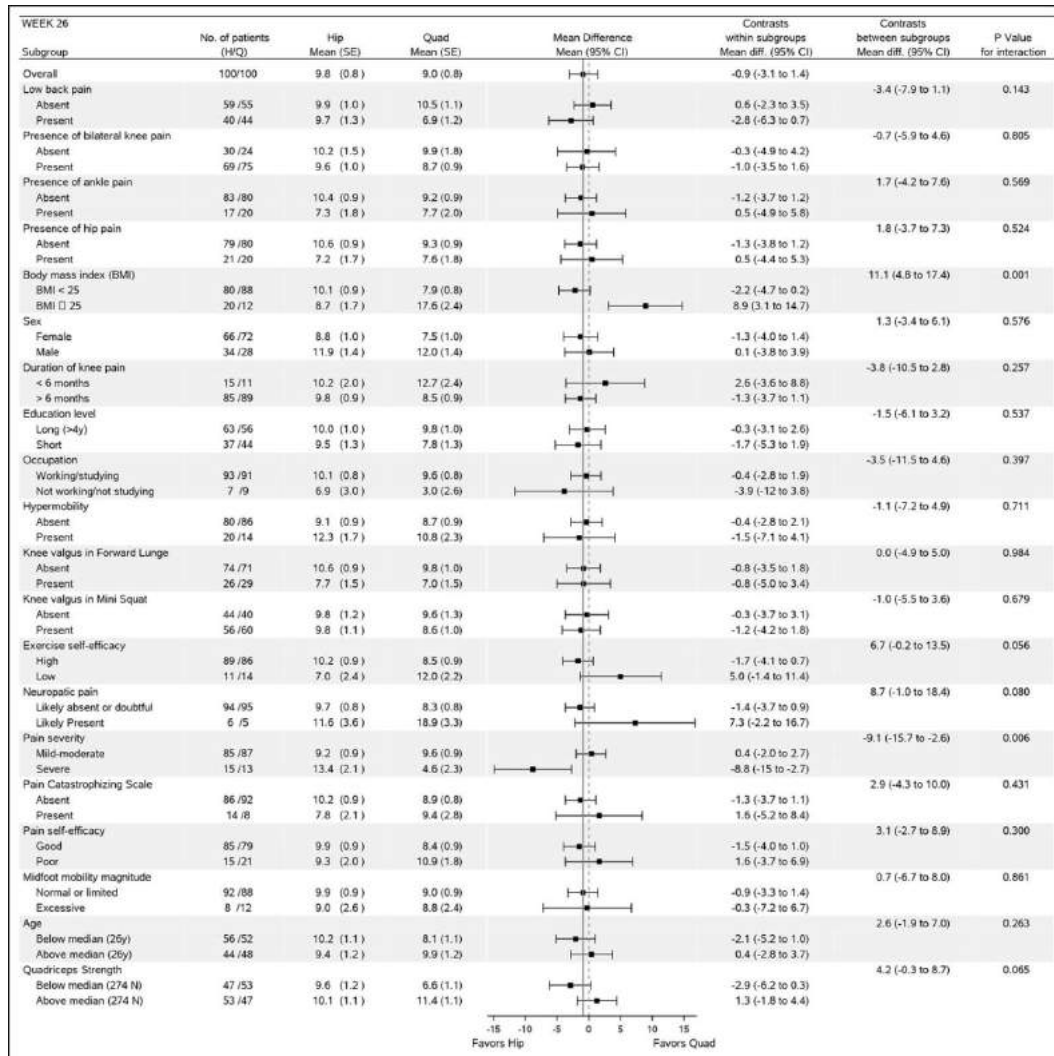 WEEK 26
Subgroup No. of patients (H/Q) Hip Mean (SE) Quad Mean (SE) Mean Difference Mean (95% CI) Contrasts within subgroups Mean diff. (95% CI) Contrasts between subgroups Mean diff. (95% CI) P Value for interaction
Overall 100/100 9.8 (0.8) 9.0 (0.8) -0.9 (-3.1 to 1.4)
Low back pain -3.4 (-7.9 to 1.1) 0.143
Absent 59 /55 9.9 (1.0) 10.5 (1.1) 0.6 (-2.3 to 3.5)
Present 40 /44 9.7 (1.3) 6.9 (1.2) -2.8 (-6.3 to 0.7)
Presence of bilateral knee pain -0.7 (-5.9 to 4.6) 0.805
Absent 30 /24 10.2 (1.5) 9.9 (1.8) -0.3 (-4.9 to 4.2)
Present 69 /75 9.6 (1.0) 8.7 (0.9) -1.0 (-3.5 to 1.6)
Presence of ankle pain 1.7 (-4.2 to 7.6) 0.569
Absent 83 /80 10.4 (0.9) 9.2 (0.9) -1.2 (-3.7 to 1.2)
Present 17 /20 7.3 (1.8) 7.7 (2.0) 0.5 (-4.9 to 5.8)
Presence of hip pain 1.8 (-3.7 to 7.3) 0.524
Absent 79 /80 10.6 (0.9) 9.3 (0.9) -1.3 (-3.8 to 1.2)
Present 21 /20 7.2 (1.7) 7.6 (1.8) 0.5 (-4.4 to 5.3)
Body mass index (BMI) 11.1 (4.8 to 17.4) 0.001
BMI < 25 80 /88 10.1 (0.9) 7.9 (0.8) -2.2 (-4.7 to 0.2)
BMI □ 25 20 /12 8.7 (1.7) 17.6 (2.4) 8.9 (3.1 to 14.7)
Sex 1.3 (-3.4 to 6.1) 0.576
Female 66 /72 8.8 (1.0) 7.5 (1.0) -1.3 (-4.0 to 1.4)
Male 34 /28 11.9 (1.4) 12.0 (1.4) 0.1 (-3.8 to 3.9)
Duration of knee pain -3.8 (-10.5 to 2.8) 0.257
< 6 months 15 /11 10.2 (2.0) 12.7 (2.4) 2.6 (-3.6 to 8.8)
> 6 months 85 /89 9.8 (0.9) 8.5 (0.9) -1.3 (-3.7 to 1.1)
Education level -1.5 (-6.1 to 3.2) 0.537
Long (>4y) 63 /56 10.0 (1.0) 9.8 (1.0) -0.3 (-3.1 to 2.6)
Short 37 /44 9.5 (1.3) 7.8 (1.3) -1.7 (-5.3 to 1.9)
Occupation -3.5 (-11.5 to 4.6) 0.397
Working/studying 93 /91 10.1 (0.8) 9.6 (0.8) -0.4 (-2.8 to 1.9)
Not working/not studying 7 /9 6.9 (3.0) 3.0 (2.6) -3.9 (-12 to 3.8)
Hypermobility -1.1 (-7.2 to 4.9) 0.711
Absent 80 /86 9.1 (0.9) 8.7 (0.9) -0.4 (-2.8 to 2.1)
Present 20 /14 12.3 (1.7) 10.8 (2.3) -1.5 (-7.1 to 4.1)
Knee valgus in Forward Lunge 0.0 (-4.9 to 5.0) 0.984
Absent 74 /71 10.6 (0.9) 9.8 (1.0) -0.8 (-3.5 to 1.8)
Present 26 /29 7.7 (1.5) 7.0 (1.5) -0.8 (-5.0 to 3.4)
Knee valgus in Mini Squat -1.0 (-5.5 to 3.6) 0.679
Absent 44 /40 9.8 (1.2) 9.6 (1.3) -0.3 (-3.7 to 3.1)
Present 56 /60 9.8 (1.1) 8.6 (1.0) -1.2 (-4.2 to 1.8)
Exercise self-efficacy 6.7 (-0.2 to 13.5) 0.056
High 89 /86 10.2 (0.9) 8.5 (0.9) -1.7 (-4.1 to 0.7)
Low 11 /14 7.0 (2.4) 12.0 (2.2) 5.0 (-1.4 to 11.4)
Neuropatic pain 8.7 (-1.0 to 18.4) 0.080
Likely absent or doubtful 94 /95 9.7 (0.8) 8.3 (0.8) -1.4 (-3.7 to 0.9)
Likely Present 6 /5 11.6 (3.6) 18.9 (3.3) 7.3 (-2.2 to 16.7)
Pain severity -9.1 (-15.7 to -2.6) 0.006
Mild-moderate 85 /87 9.2 (0.9) 9.6 (0.9) 0.4 (-2.0 to 2.7)
Severe 15 /13 13.4 (2.1) 4.6 (2.3) -8.8 (-15 to -2.7)
Pain Catastrophizing Scale 2.9 (-4.3 to 10.0) 0.431
Absent 86 /92 10.2 (0.9) 8.9 (0.8) -1.3 (-3.7 to 1.1)
Present 14 /8 7.8 (2.1) 9.4 (2.8) 1.6 (-5.2 to 8.4)
Pain self-efficacy 3.1 (-2.7 to 8.9) 0.300
Good 85 /79 9.9 (0.9) 8.4 (0.9) -1.5 (-4.0 to 1.0)
Poor 15 /21 9.3 (2.0) 10.9 (1.8) 1.6 (-3.7 to 6.9)
Midfoot mobility magnitude 0.7 (-6.7 to 8.0) 0.861
Normal or limited 92 /88 9.9 (0.9) 9.0 (0.9) -0.9 (-3.3 to 1.4)
Excessive 8 /12 9.0 (2.6) 8.8 (2.4) -0.3 (-7.2 to 6.7)
Age 2.6 (-1.9 to 7.0) 0.263
Below median (26y) 56 /52 10.2 (1.1) 8.1 (1.1) -2.1 (-5.2 to 1.0)
Above median (26y) 44 /48 9.4 (1.2) 9.9 (1.2) 0.4 (-2.8 to 3.7)
Quadriceps Strength 4.2 (-0.3 to 8.7) 0.065
Below median (274 N) 47 /53 9.6 (1.2) 6.6 (1.1) -2.9 (-6.2 to 0.3)
Above median (274 N) 53 /47 10.1 (1.1) 11.4 (1.1) 1.3 (-1.8 to 4.4)
-15 -10 -5 0 5 10 15
Favors Hip Favors Quad